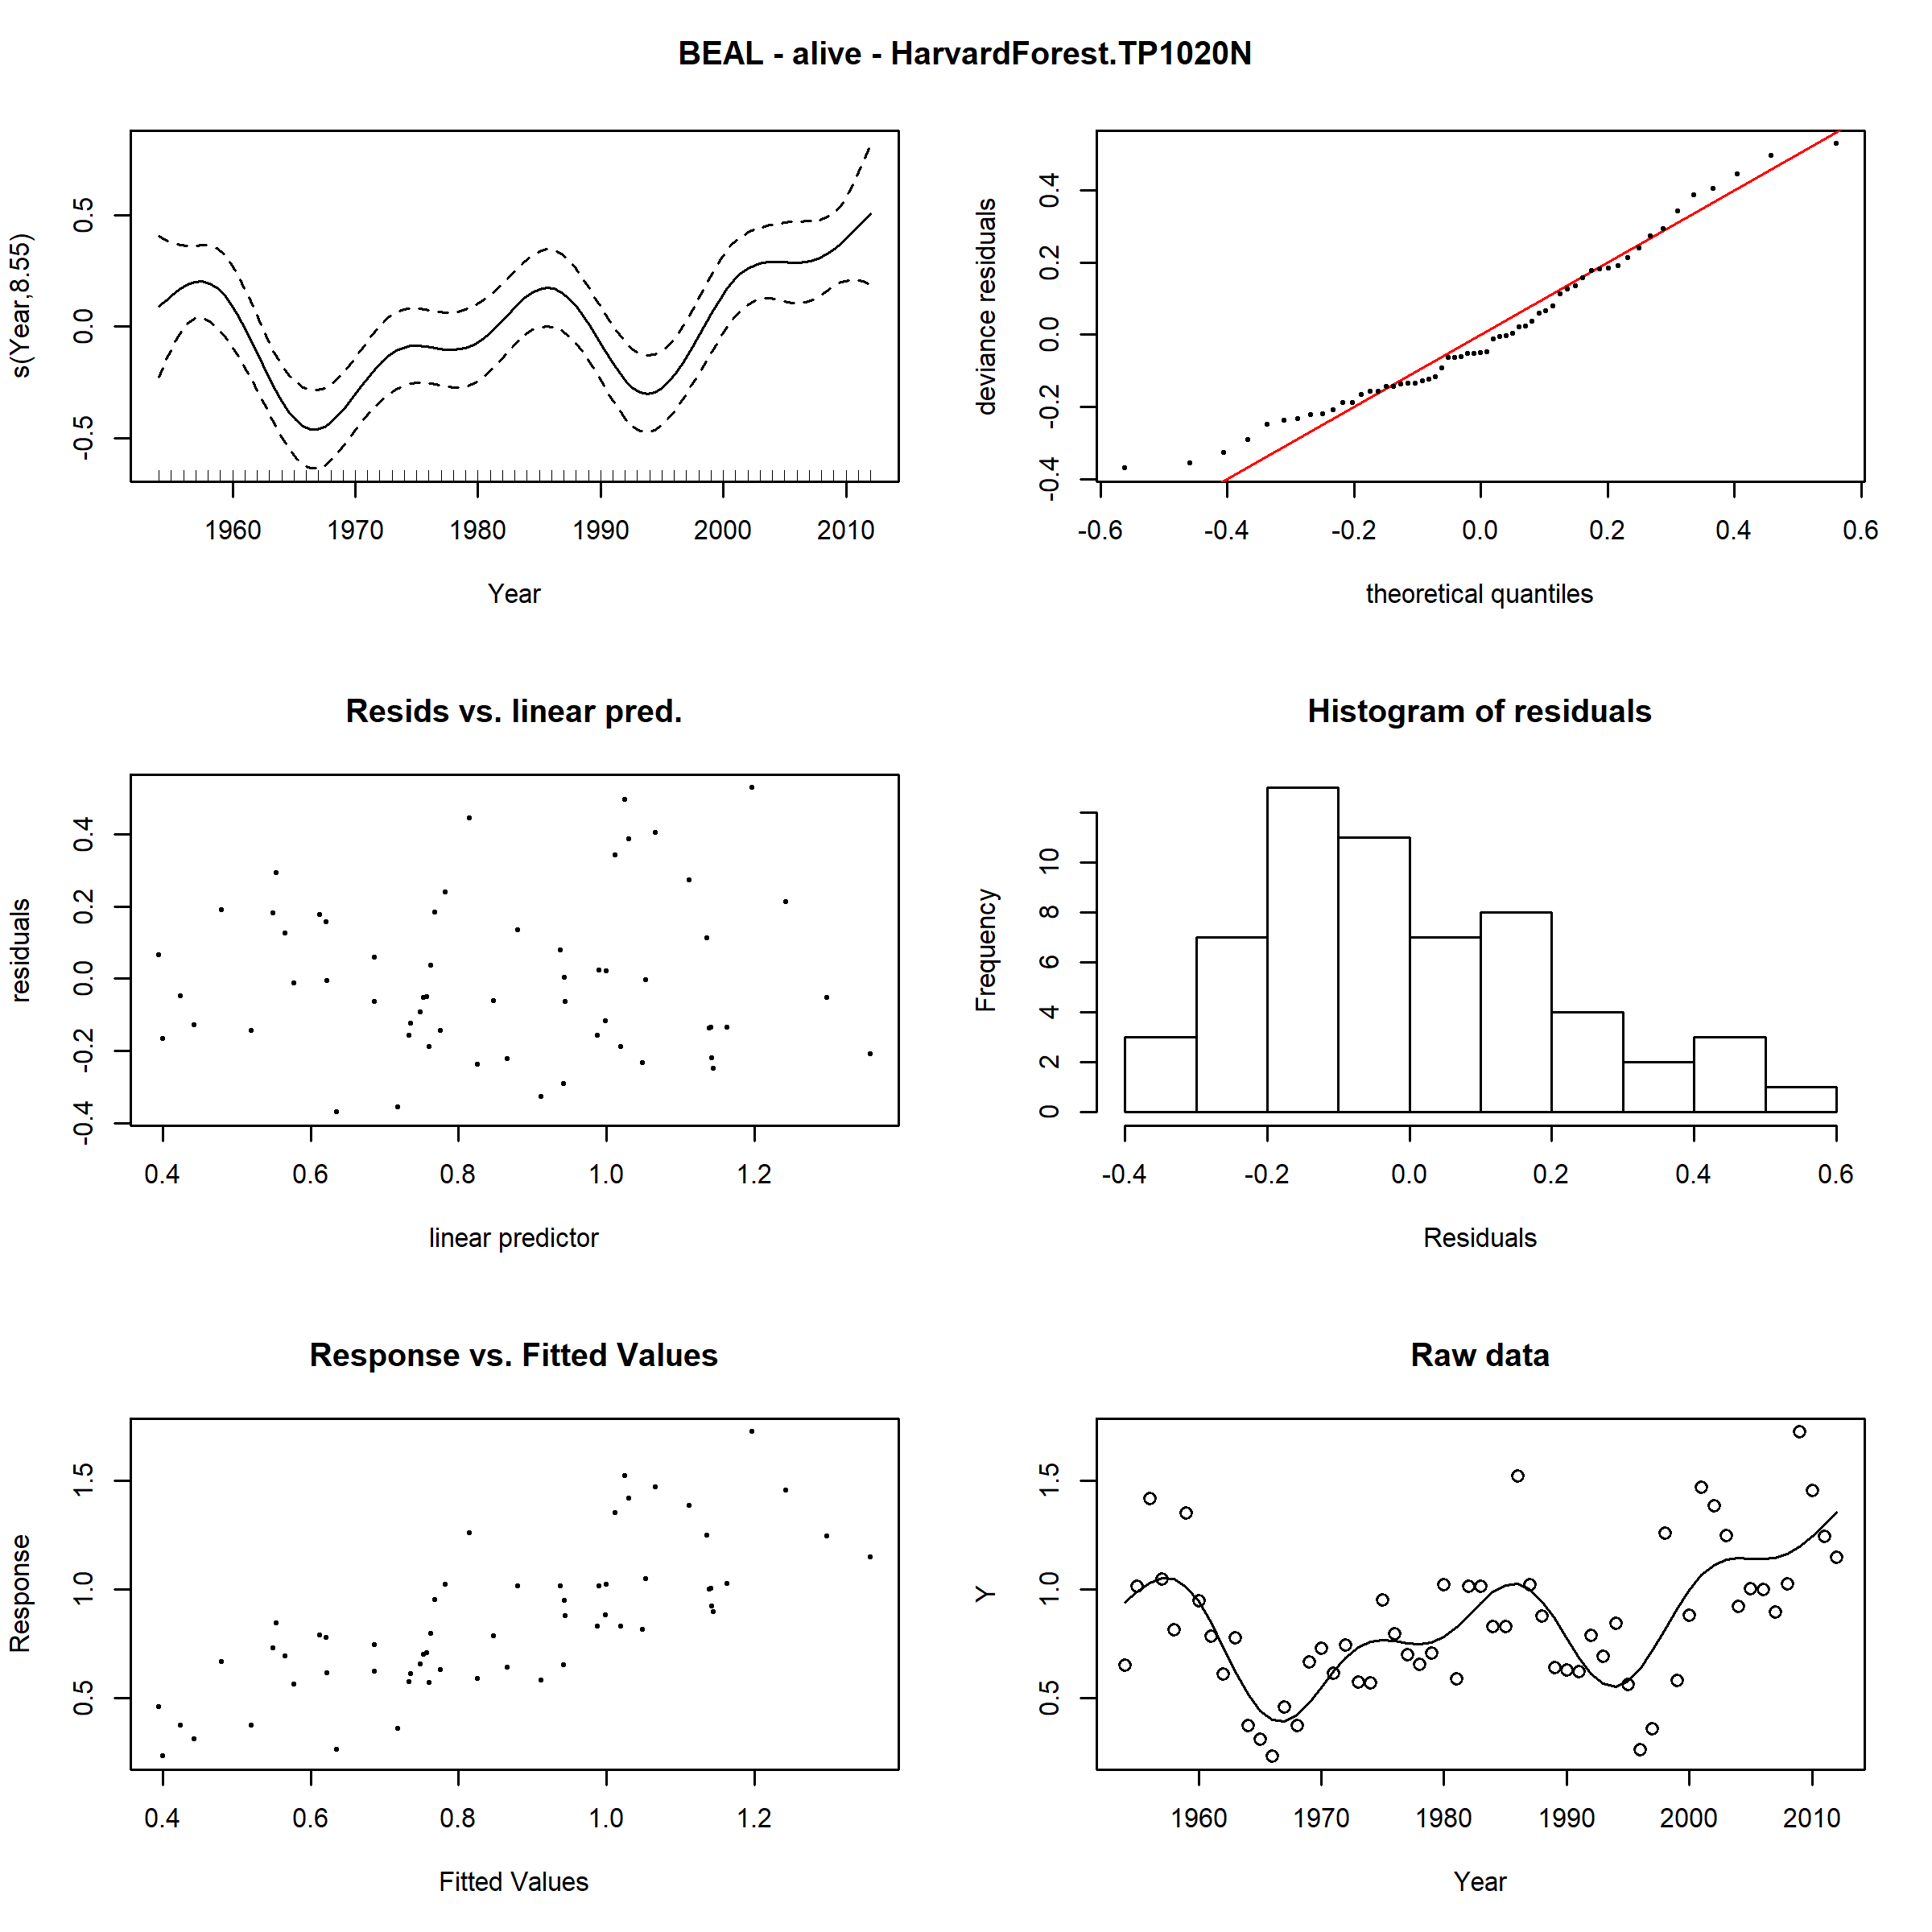 BEAL - alive - HarvardForest.TP1020N
s(Year,8.55)
0.5
0.0
-0.5
1960 1970 1980 1990 2000 2010
Year
deviance residuals
0.4
0.2
0.0
-0.2
-0.4
-0.6 -0.4 -0.2 0.0 0.2 0.4 0.6
theoretical quantiles
Resids vs. linear pred.
residuals
0.4
0.2
0.0
-0.2
-0.4
0.4 0.6 0.8 1.0 1.2
linear predictor
Histogram of residuals
Frequency
10
8
6
4
2
0
-0.4 -0.2 0.0 0.2 0.4 0.6
Residuals
Response vs. Fitted Values
Response
1.5
1.0
0.5
0.4 0.6 0.8 1.0 1.2
Fitted Values
Raw data
Y
1.5
1.0
0.5
1960 1970 1980 1990 2000 2010
Year